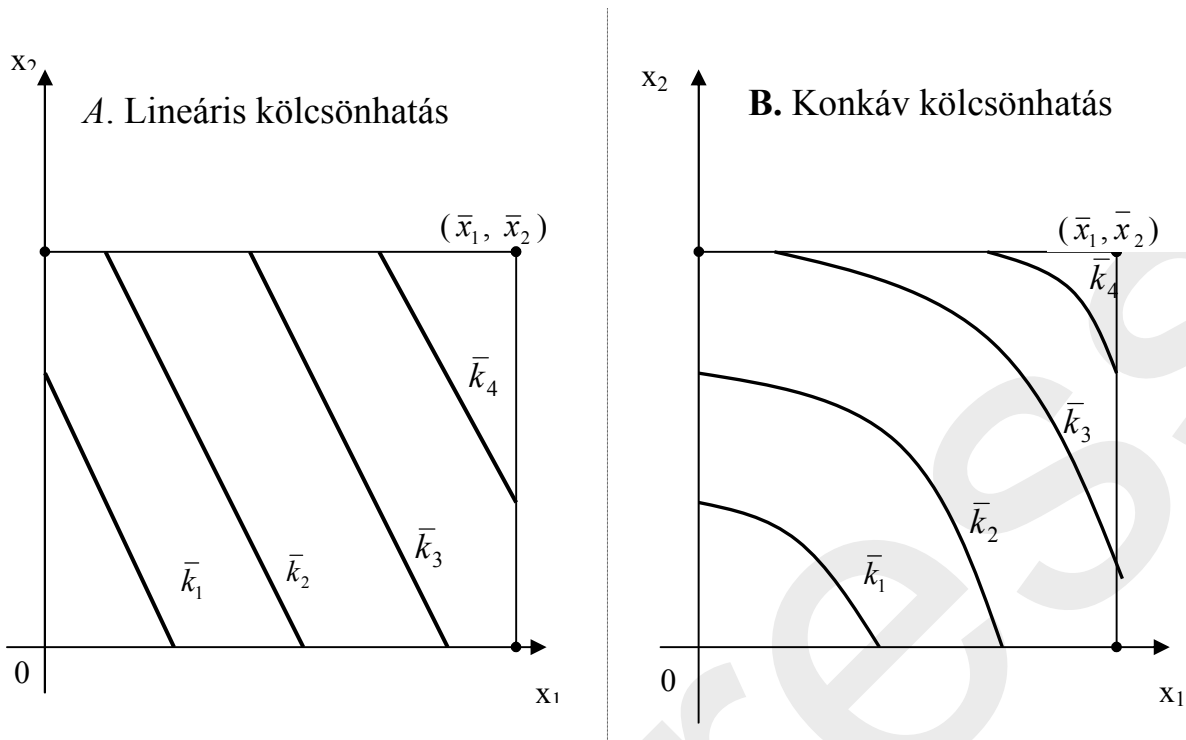 x₂
A. Lineáris kölcsönhatás
(x̄₁, x̄₂)
k̄₄
k̄₃
k̄₂
k̄₁
0
x₁
x₂
B. Konkáv kölcsönhatás
(x̄₁, x̄₂)
k̄₄
k̄₃
k̄₂
k̄₁
0
x₁